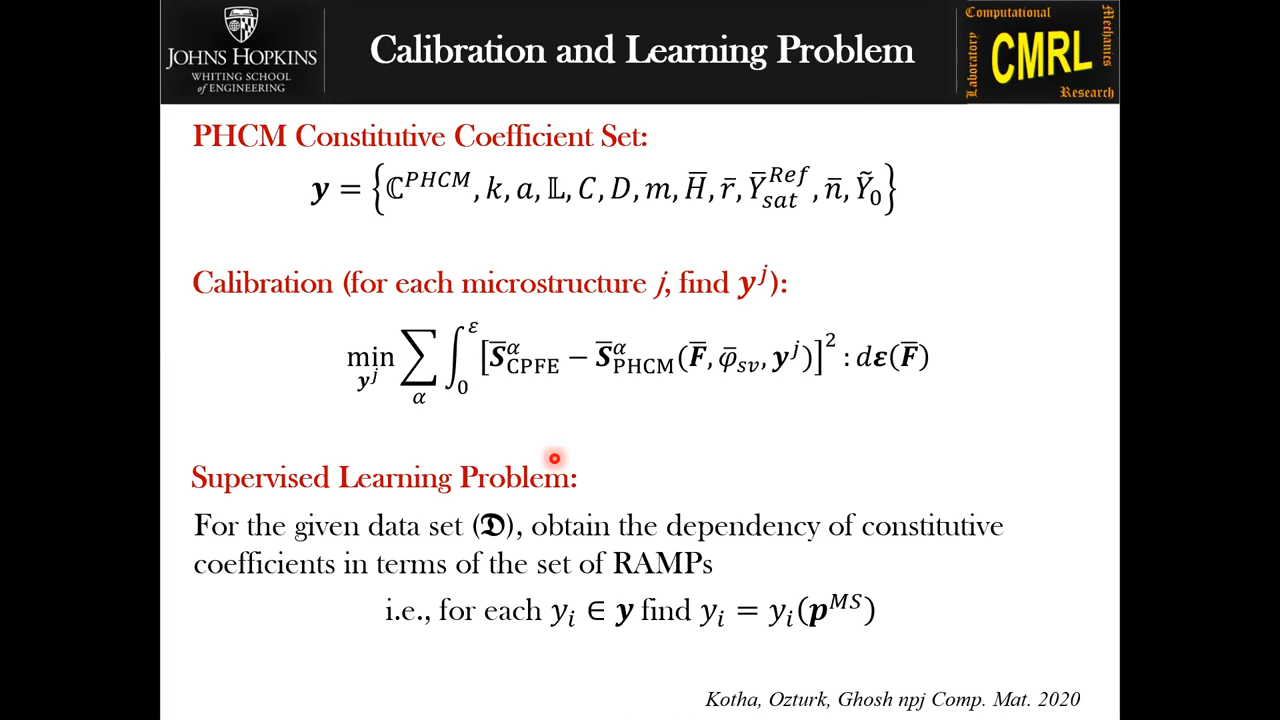 JOHNS HOPKINS
WHITING SCHOOL
of ENGINEERING
Calibration and Learning Problem
Computational
Mechanics
Research
Laboratory
CMRL
PHCM Constitutive Coefficient Set:
𝒚 = {ℂ^PHCM, k, a, 𝕃, C, D, m, H̅, r̄, Y̅_sat^Ref, n̄, Ỹ_0}
Calibration (for each microstructure j, find 𝒚^j):
min_{𝒚^j} ∑_α ∫_0^ε [S̅^α_CPFE − S̅^α_PHCM(F̅, φ̄_sv, 𝒚^j)]^2 : dε(F̅)
Supervised Learning Problem:
For the given data set (𝕯), obtain the dependency of constitutive
coefficients in terms of the set of RAMPs
i.e., for each y_i ∈ 𝒚 find y_i = y_i(𝒑^MS)
Kotha, Ozturk, Ghosh npj Comp. Mat. 2020